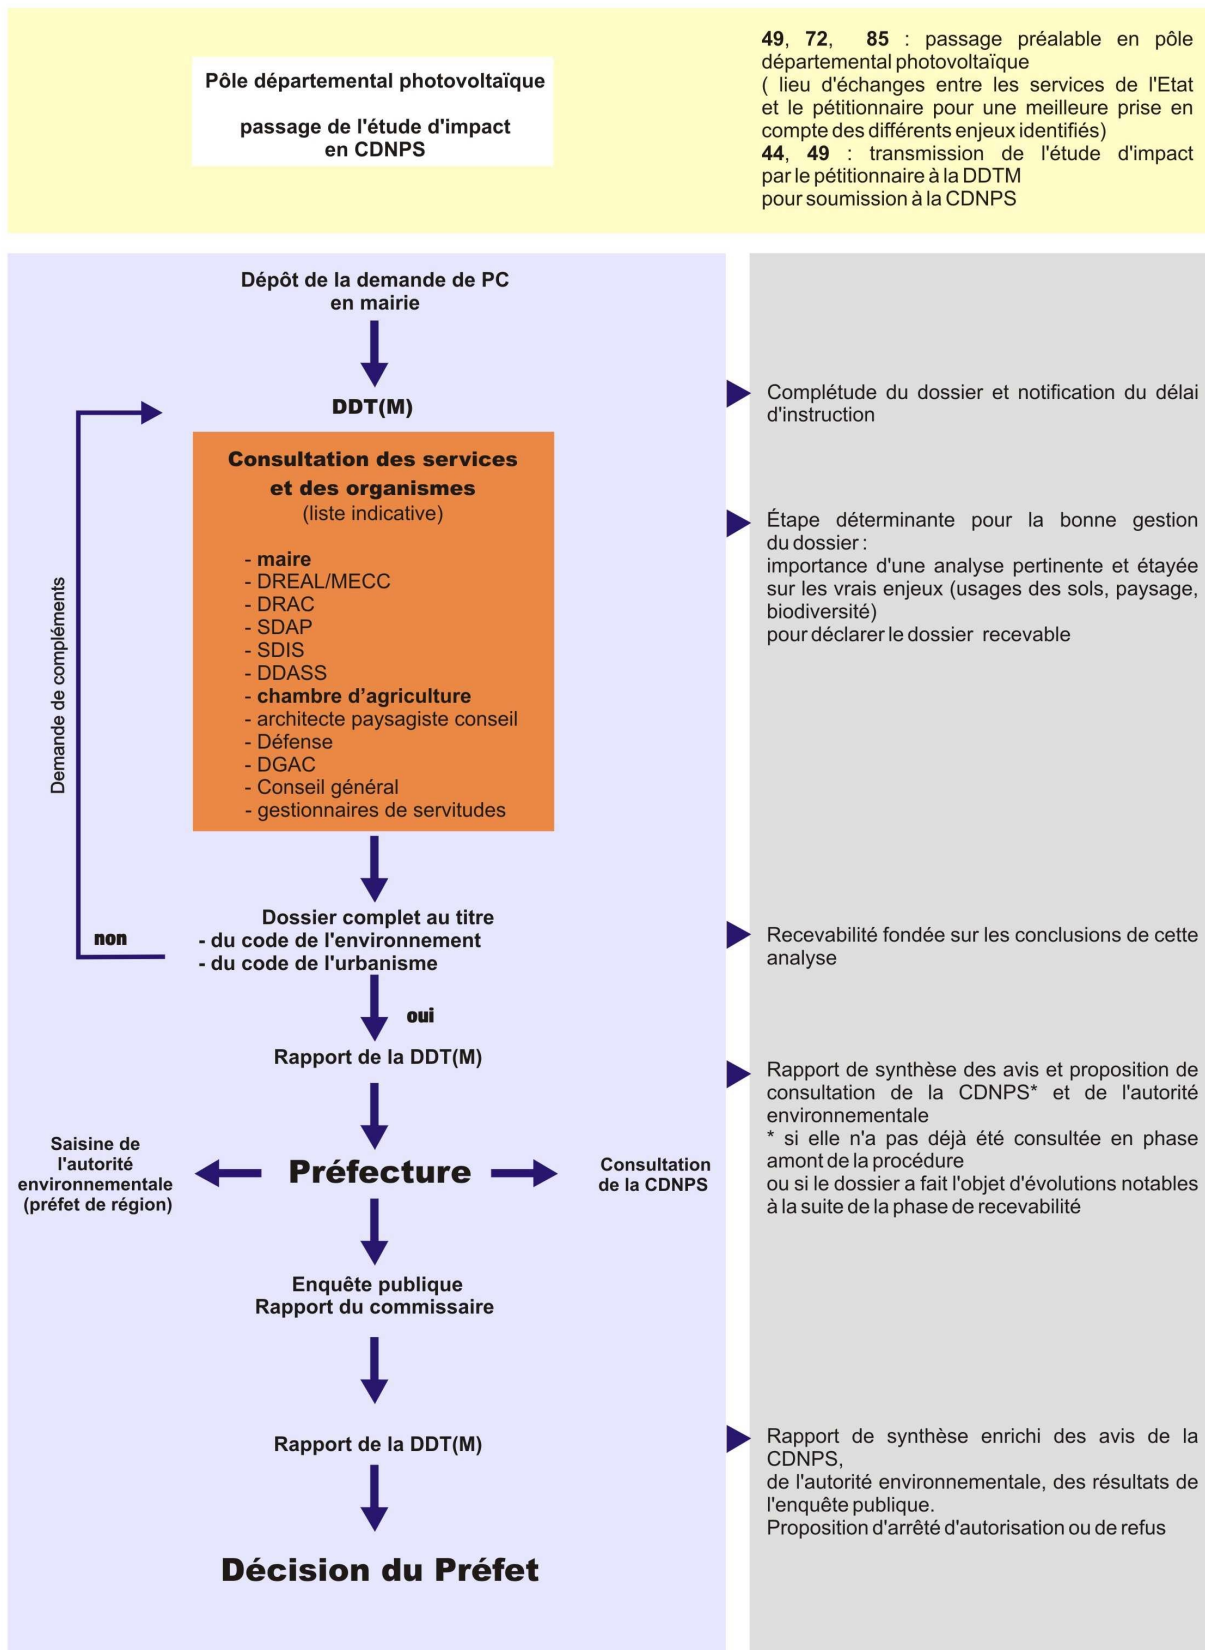 Pôle départemental photovoltaïque
passage de l'étude d'impact
en CDNPS
49, 72, 85 : passage préalable en pôle
départemental photovoltaïque
( lieu d'échanges entre les services de l'Etat
et le pétitionnaire pour une meilleure prise en
compte des différents enjeux identifiés)
44, 49 : transmission de l'étude d'impact
par le pétitionnaire à la DDTM
pour soumission à la CDNPS
Dépôt de la demande de PC
en mairie
DDT(M)
Complétude du dossier et notification du délai
d'instruction
Consultation des services
et des organismes
(liste indicative)
- maire
- DREAL/MECC
- DRAC
- SDAP
- SDIS
- DDASS
- chambre d'agriculture
- architecte paysagiste conseil
- Défense
- DGAC
- Conseil général
- gestionnaires de servitudes
Étape déterminante pour la bonne gestion
du dossier :
importance d'une analyse pertinente et étayée
sur les vrais enjeux (usages des sols, paysage,
biodiversité)
pour déclarer le dossier recevable
Demande de compléments
Dossier complet au titre
- du code de l'environnement
- du code de l'urbanisme
non
Recevabilité fondée sur les conclusions de cette
analyse
oui
Rapport de la DDT(M)
Rapport de synthèse des avis et proposition de
consultation de la CDNPS* et de l'autorité
environnementale
* si elle n'a pas déjà été consultée en phase
amont de la procédure
ou si le dossier a fait l'objet d'évolutions notables
à la suite de la phase de recevabilité
Saisine de
l'autorité
environnementale
(préfet de région)
Préfecture
Consultation
de la CDNPS
Enquête publique
Rapport du commissaire
Rapport de la DDT(M)
Rapport de synthèse enrichi des avis de la
CDNPS,
de l'autorité environnementale, des résultats de
l'enquête publique.
Proposition d'arrêté d'autorisation ou de refus
Décision du Préfet